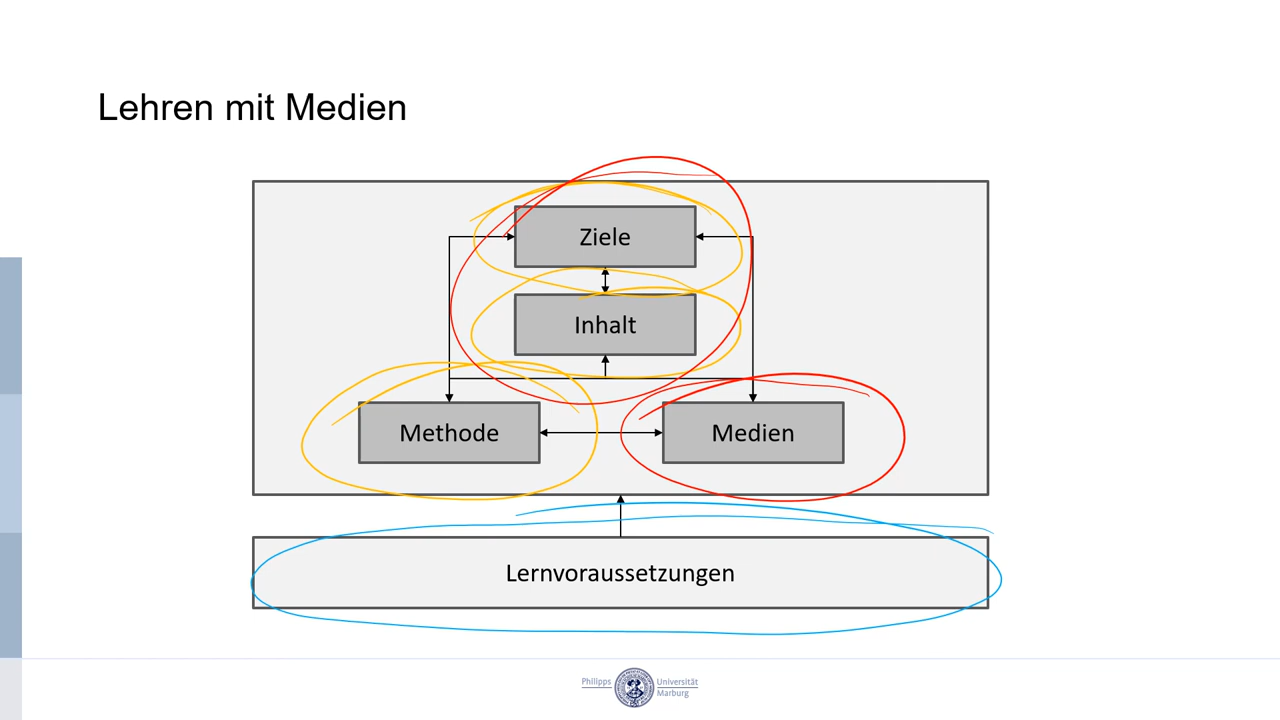 Lehren mit Medien
Ziele
Inhalt
Methode
Medien
Lernvoraussetzungen
Philipps
Universität
Marburg